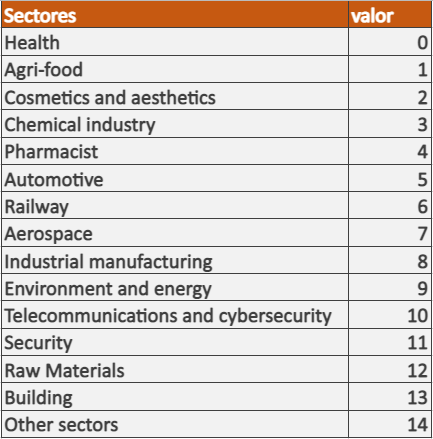 Sectores valor
Health 0
Agri-food 1
Cosmetics and aesthetics 2
Chemical industry 3
Pharmacist 4
Automotive 5
Railway 6
Aerospace 7
Industrial manufacturing 8
Environment and energy 9
Telecommunications and cybersecurity 10
Security 11
Raw Materials 12
Building 13
Other sectors 14